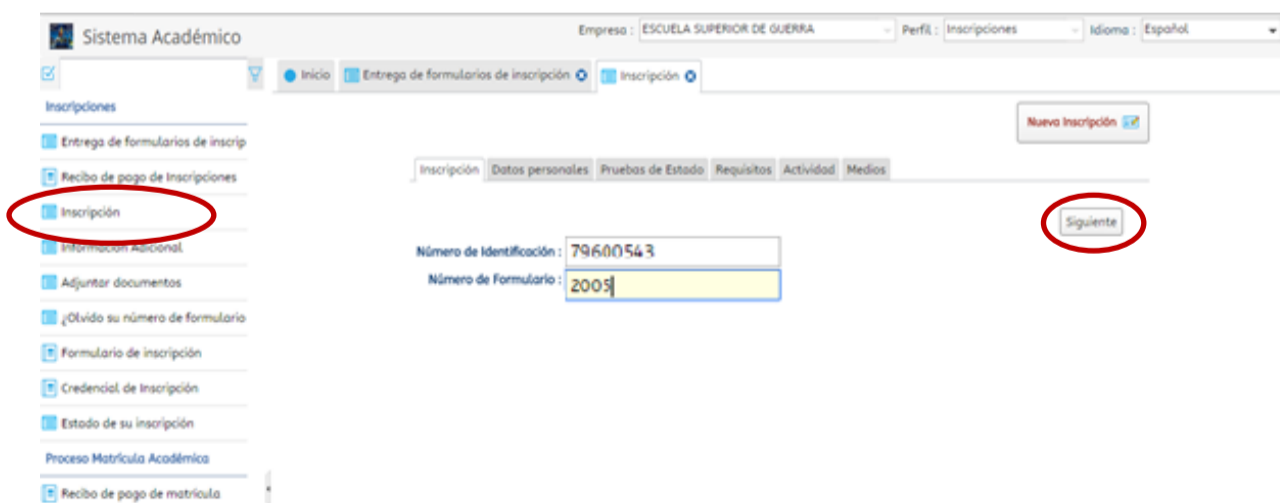 Sistema Académico
Empresa : ESCUELA SUPERIOR DE GUERRA Perfil : Inscripciones Idioma : Español
Inicio Entrega de formularios de inscripción Inscripción
Inscripciones
Nueva Inscripción
Entrega de formularios de inscrip
Inscripción Datos personales Pruebas de Estado Requisitos Actividad Medios
Recibo de pago de Inscripciones
Inscripción
Siguiente
Información Adicional
Número de Identificación : 79600543
Número de Formulario : 2005
Adjuntar documentos
¿Olvido su número de formulario
Formulario de inscripción
Credencial de Inscripción
Estado de su inscripción
Proceso Matrícula Académica
Recibo de pago de matrícula